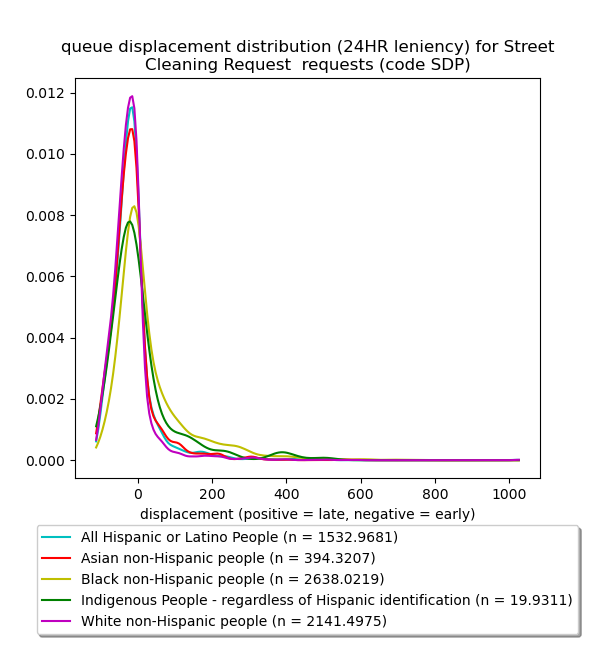 queue displacement distribution (24HR leniency) for Street
Cleaning Request  requests (code SDP)
0.012
0.010
0.008
0.006
0.004
0.002
0.000
0 200 400 600 800 1000
displacement (positive = late, negative = early)
All Hispanic or Latino People (n = 1532.9681)
Asian non-Hispanic people (n = 394.3207)
Black non-Hispanic people (n = 2638.0219)
Indigenous People - regardless of Hispanic identification (n = 19.9311)
White non-Hispanic people (n = 2141.4975)